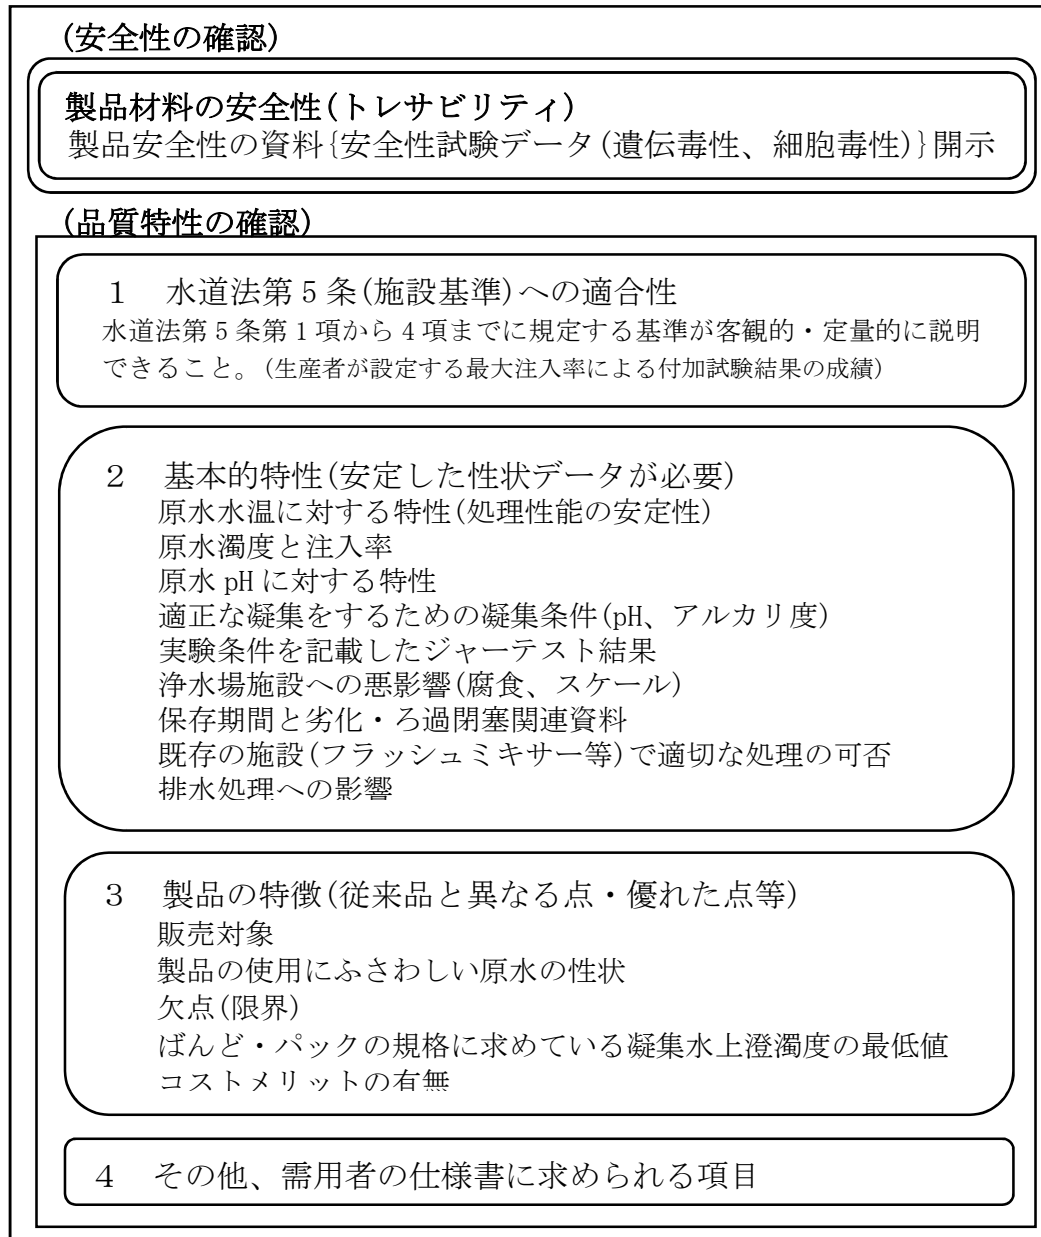 (安全性の確認)
製品材料の安全性(トレサビリティ)
製品安全性の資料{安全性試験データ(遺伝毒性、細胞毒性)}開示
(品質特性の確認)
１　水道法第５条(施設基準)への適合性
水道法第５条第１項から４項までに規定する基準が客観的・定量的に説明
できること。(生産者が設定する最大注入率による付加試験結果の成績)
２　基本的特性(安定した性状データが必要)
原水水温に対する特性(処理性能の安定性)
原水濁度と注入率
原水 pH に対する特性
適正な凝集をするための凝集条件(pH、アルカリ度)
実験条件を記載したジャーテスト結果
浄水場施設への悪影響(腐食、スケール)
保存期間と劣化・ろ過閉塞関連資料
既存の施設(フラッシュミキサー等)で適切な処理の可否
排水処理への影響
３　製品の特徴(従来品と異なる点・優れた点等)
販売対象
製品の使用にふさわしい原水の性状
欠点(限界)
ばんど・パックの規格に求めている凝集水上澄濁度の最低値
コストメリットの有無
４　その他、需用者の仕様書に求められる項目